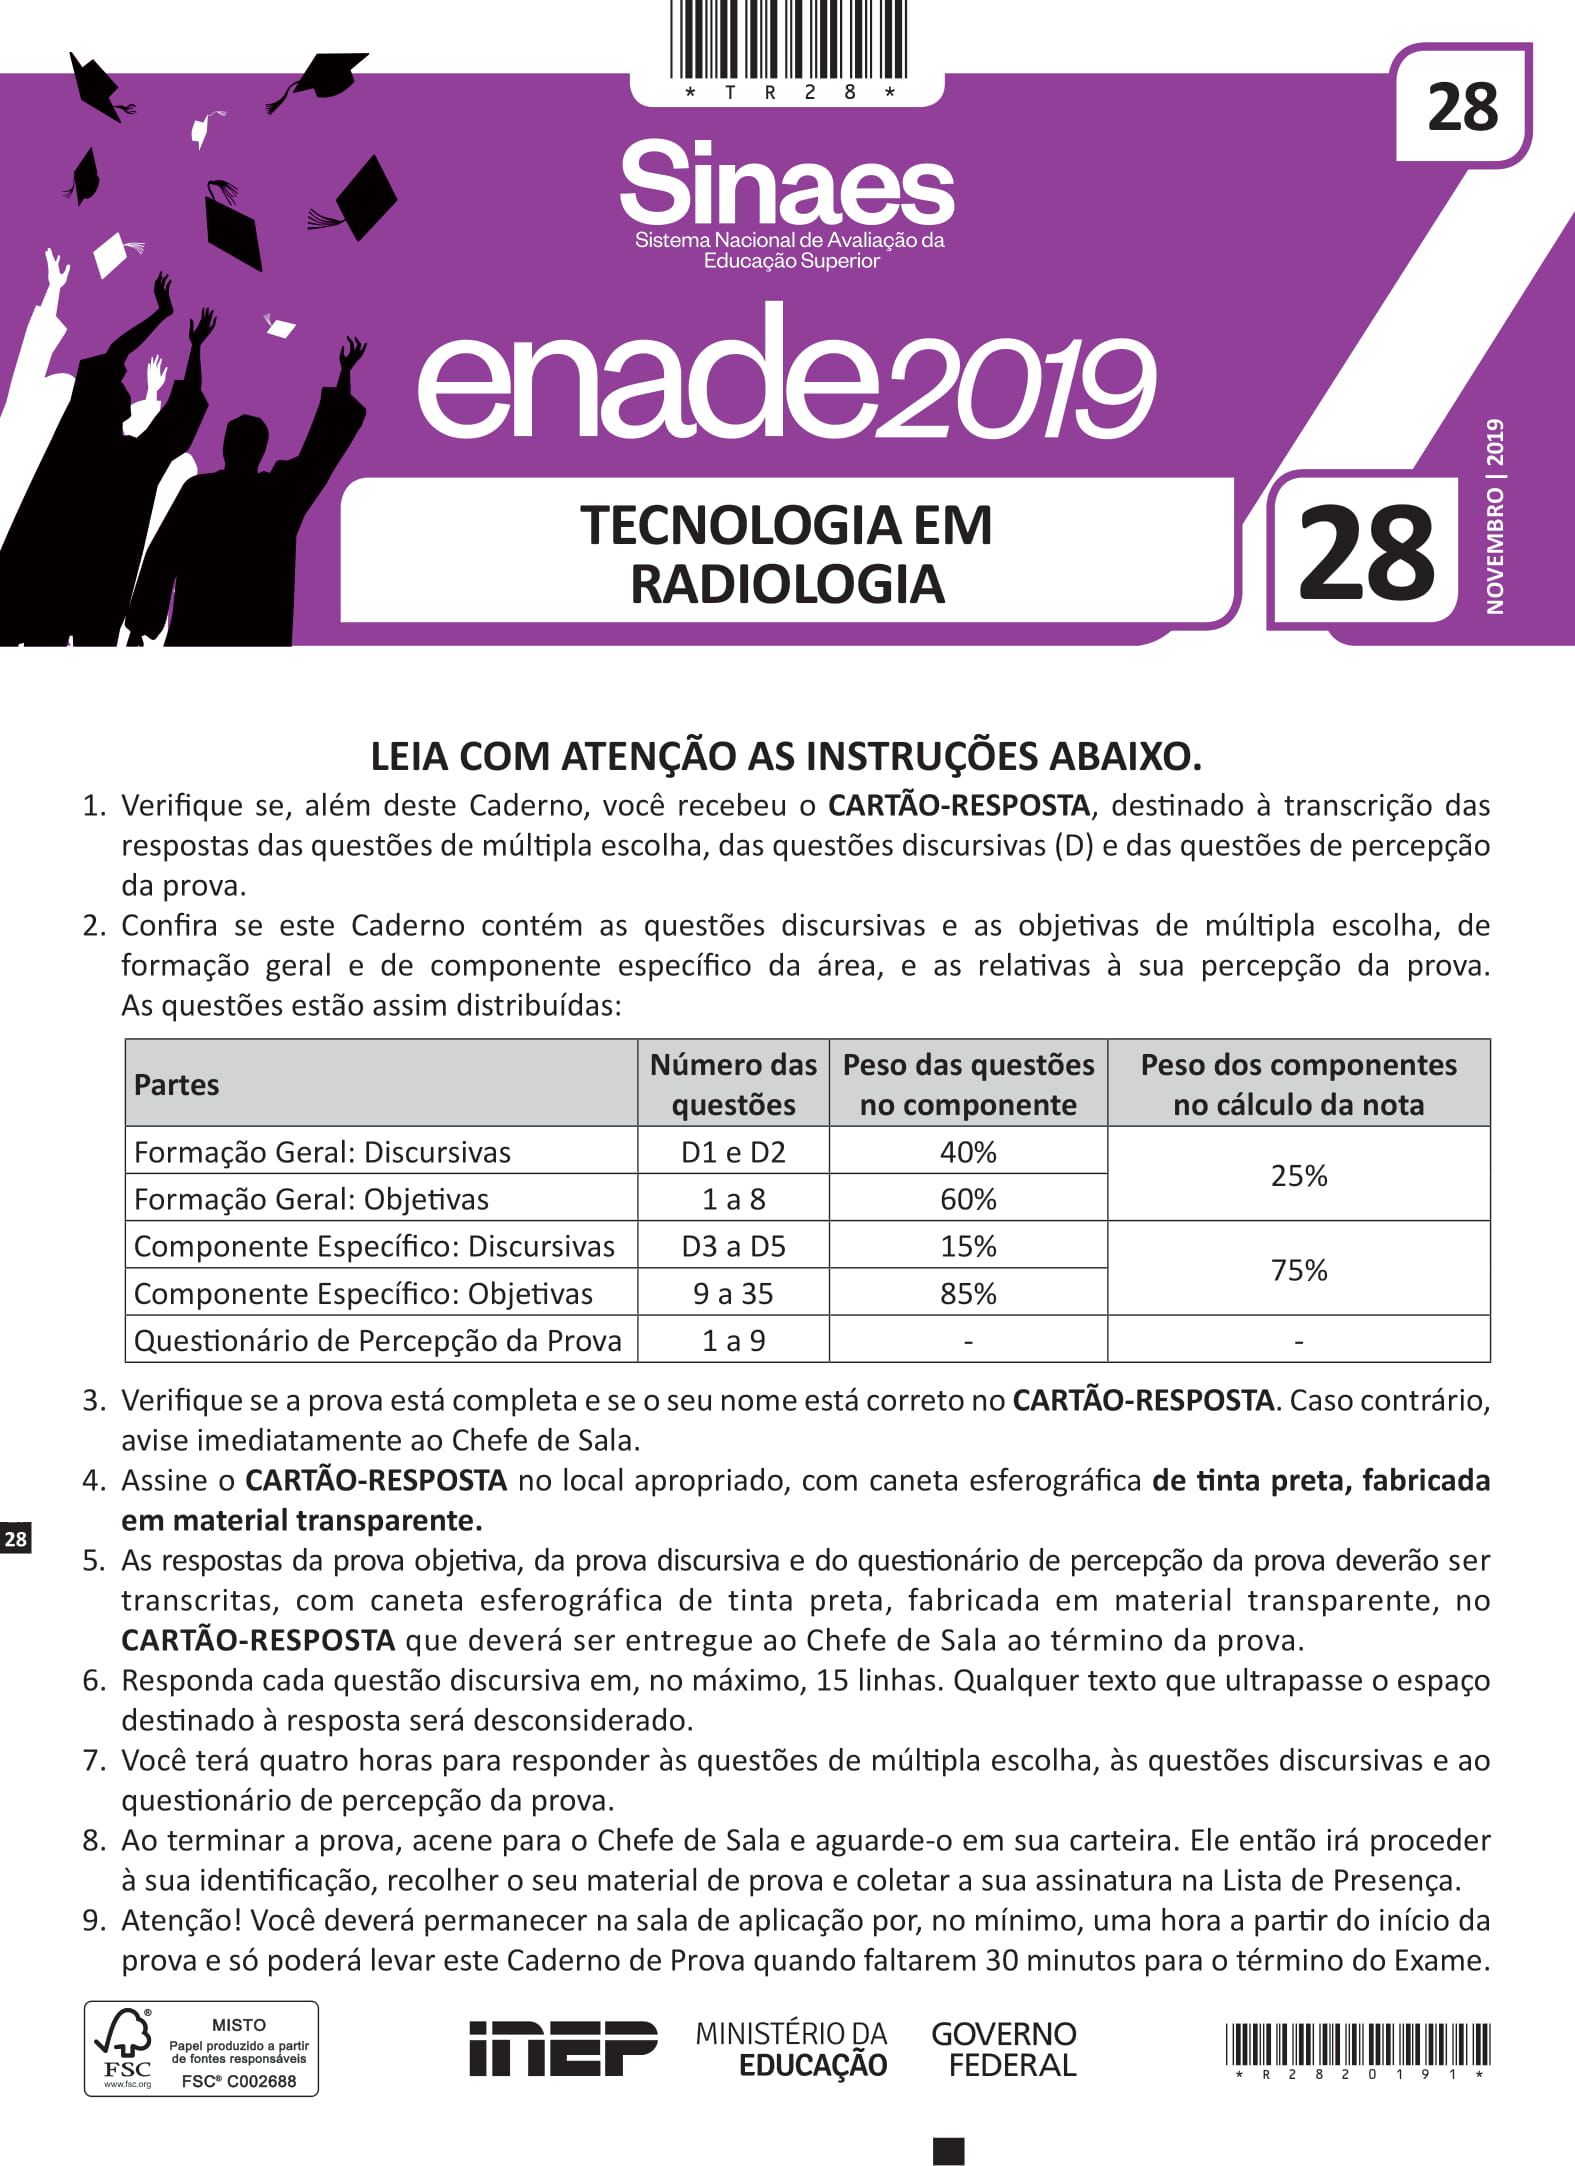 * T R 2 8 *
28
Sinaes
Sistema Nacional de Avaliação da
Educação Superior
enade2019
TECNOLOGIA EM
RADIOLOGIA
28
NOVEMBRO | 2019
LEIA COM ATENÇÃO AS INSTRUÇÕES ABAIXO.
1. Verifique se, além deste Caderno, você recebeu o CARTÃO-RESPOSTA, destinado à transcrição das
respostas das questões de múltipla escolha, das questões discursivas (D) e das questões de percepção
da prova.
2. Confira se este Caderno contém as questões discursivas e as objetivas de múltipla escolha, de
formação geral e de componente específico da área, e as relativas à sua percepção da prova.
As questões estão assim distribuídas:
Partes
Número das
questões
Peso das questões
no componente
Peso dos componentes
no cálculo da nota
Formação Geral: Discursivas D1 e D2 40%
25%
Formação Geral: Objetivas 1 a 8 60%
Componente Específico: Discursivas D3 a D5 15%
75%
Componente Específico: Objetivas 9 a 35 85%
Questionário de Percepção da Prova 1 a 9 - -
3. Verifique se a prova está completa e se o seu nome está correto no CARTÃO-RESPOSTA. Caso contrário,
avise imediatamente ao Chefe de Sala.
4. Assine o CARTÃO-RESPOSTA no local apropriado, com caneta esferográfica de tinta preta, fabricada
em material transparente.
28
5. As respostas da prova objetiva, da prova discursiva e do questionário de percepção da prova deverão ser
transcritas, com caneta esferográfica de tinta preta, fabricada em material transparente, no
CARTÃO-RESPOSTA que deverá ser entregue ao Chefe de Sala ao término da prova.
6. Responda cada questão discursiva em, no máximo, 15 linhas. Qualquer texto que ultrapasse o espaço
destinado à resposta será desconsiderado.
7. Você terá quatro horas para responder às questões de múltipla escolha, às questões discursivas e ao
questionário de percepção da prova.
8. Ao terminar a prova, acene para o Chefe de Sala e aguarde-o em sua carteira. Ele então irá proceder
à sua identificação, recolher o seu material de prova e coletar a sua assinatura na Lista de Presença.
9. Atenção! Você deverá permanecer na sala de aplicação por, no mínimo, uma hora a partir do início da
prova e só poderá levar este Caderno de Prova quando faltarem 30 minutos para o término do Exame.
®
FSC
www.fsc.org
MISTO
Papel produzido a partir
de fontes responsáveis
FSC® C002688
INEP
MINISTÉRIO DA
EDUCAÇÃO
GOVERNO
FEDERAL
* R 2 8 2 0 1 9 1 *